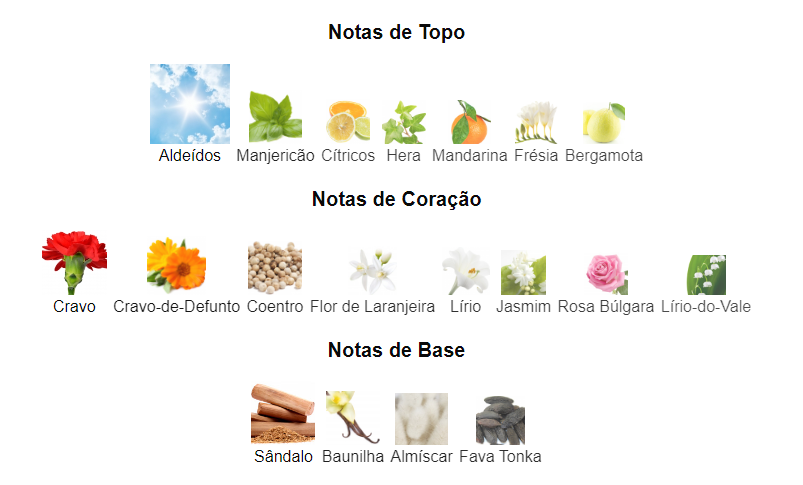 Notas de Topo
Aldeídos Manjericão Cítricos Hera Mandarina Frésia Bergamota
Notas de Coração
Cravo Cravo-de-Defunto Coentro Flor de Laranjeira Lírio Jasmim Rosa Búlgara Lírio-do-Vale
Notas de Base
Sândalo Baunilha Almíscar Fava Tonka